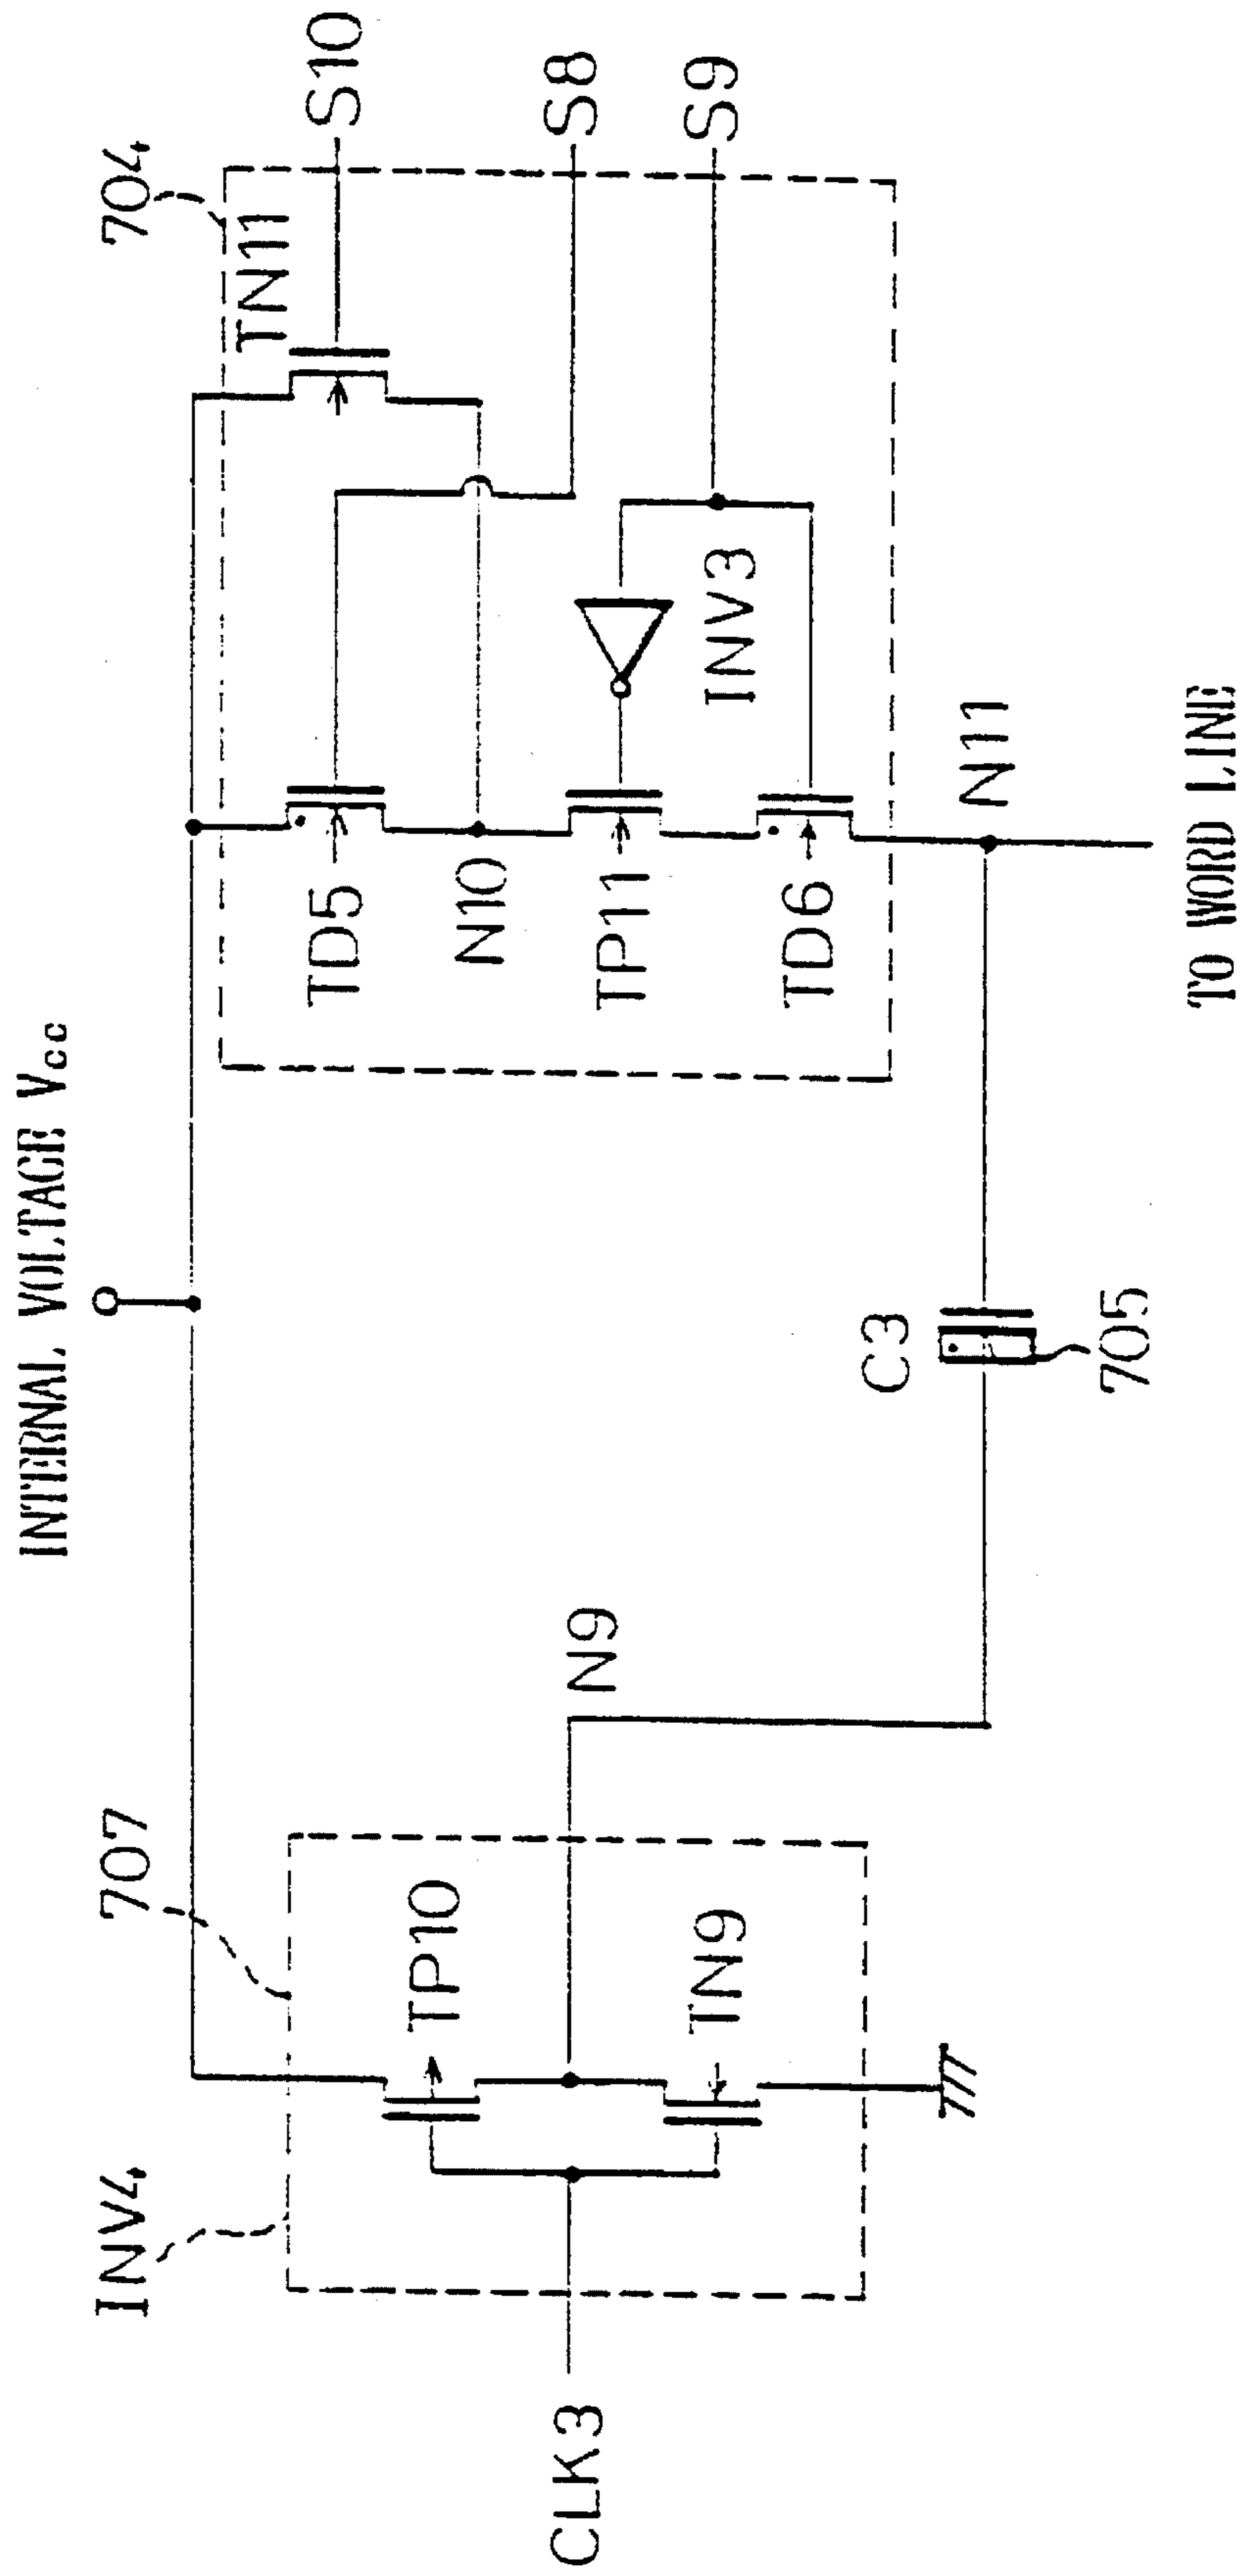 INTERNAL VOLTAGE Vcc
INV4
707
704
TP10
TN9
CLK3
N9
C3
705
TD5
N10
TP11
TD6
INV3
TN11
S10
S8
S9
N11
TO WORD LINE